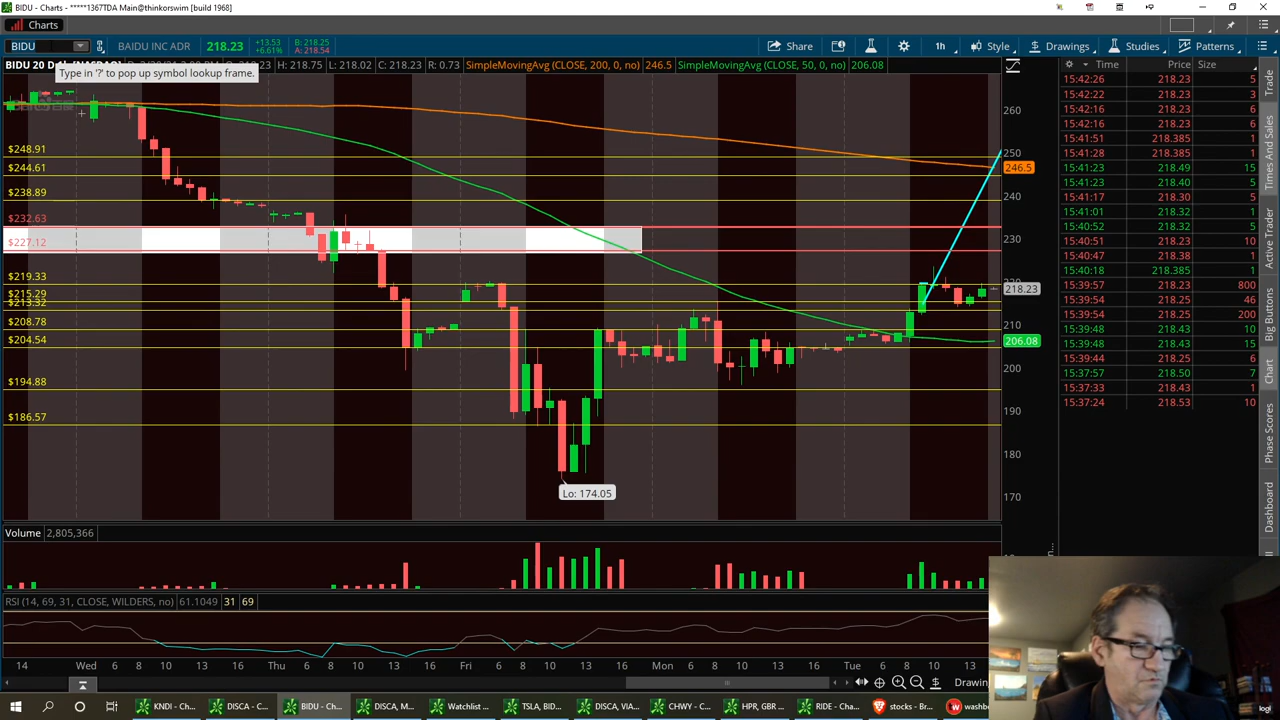 BIDU - Charts - *****1367TDA Main@thinkorswim [build 1968]
Charts
BIDU BAIDU INC ADR 218.23 +13.53 +6.61% B: 218.25 A: 218.54 Share 1h Style Drawings Studies Patterns
BIDU 20 H: 218.75 L: 218.02 C: 218.23 R: 0.73 SimpleMovingAvg (CLOSE, 200, 0, no) 246.5 SimpleMovingAvg (CLOSE, 50, 0, no) 206.08
Type in '?' to pop up symbol lookup frame.
260
250
240
230
210
200
190
180
170
246.5
218.23
206.08
$248.91
$244.61
$238.89
$232.63
$227.12
$219.33
$215.29
$213.32
$208.78
$204.54
$194.88
$186.57
Lo: 174.05
Volume 2,805,366
RSI (14, 69, 31, CLOSE, WILDERS, no) 61.1049 31 69
14 Wed 6 8 10 13 16 Thu 6 8 10 13 16 Fri 6 8 10 13 16 Mon 6 8 10 13 16 Tue 6 8 10 13
Drawin
Time Price Size
15:42:26 218.23 5
15:42:22 218.23 3
15:42:16 218.23 6
15:42:16 218.23 6
15:41:51 218.385 1
15:41:28 218.385 1
15:41:23 218.49 15
15:41:23 218.40 5
15:41:17 218.30 5
15:41:01 218.32 1
15:40:52 218.32 5
15:40:51 218.23 10
15:40:47 218.38 1
15:40:18 218.385 1
15:39:57 218.23 800
15:39:54 218.25 46
15:39:54 218.25 200
15:39:48 218.43 10
15:39:48 218.43 15
15:39:44 218.25 6
15:37:57 218.50 7
15:37:33 218.43 1
15:37:24 218.53 10
Trade
Times And Sales
Active Trader
Big Buttons
Chart
Phase Scores
Dashboard
KNDI - Ch...
DISCA - C...
BIDU - Ch...
DISCA, M...
Watchlist ...
TSLA, BID...
DISCA, VIA...
CHWY - C...
HPR, GBR ...
RIDE - Cha...
stocks - Br...
washb
logl